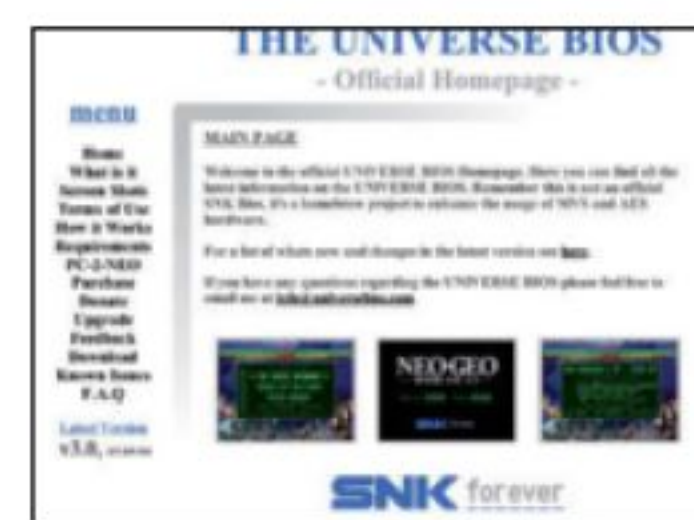 THE UNIVERSE BIOS
- Official Homepage -
menu
Home
What is it
Screen Shots
Terms of Use
How it Works
Requirements
PC-2-NEO
Purchase
Donate
Upgrade
Feedback
Download
Known Issues
F.A.Q
Latest Version
v3.0,
MAIN PAGE
Welcome to the official UNIVERSE BIOS Homepage. Here you can find all the
latest information on the UNIVERSE BIOS. Remember this is not an official
SNK Bios, it's a homebrew project to enhance the usage of MVS and AES
hardware.
For a list of whats new and changes in the latest version see here.
If you have any questions regarding the UNIVERSE BIOS please feel free to
email me at
NEO·GEO
SNK forever